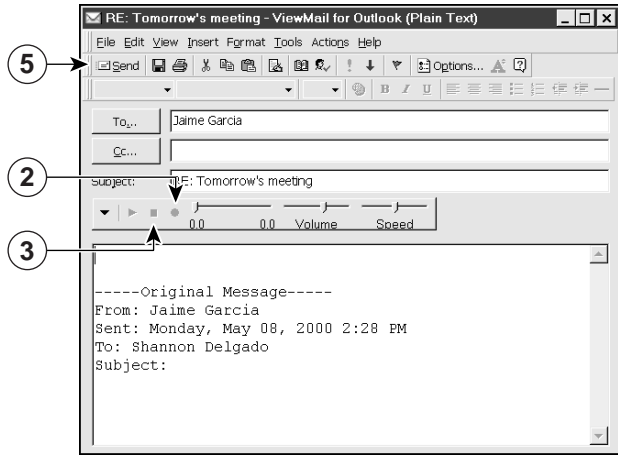 RE: Tomorrow's meeting - ViewMail for Outlook (Plain Text)
File Edit View Insert Format Tools Actions Help
5
Send Options...
B I U
To...
Jaime Garcia
Cc...
2
Subject:
RE: Tomorrow's meeting
0.0 0.0 Volume Speed
3
-----Original Message-----
From: Jaime Garcia
Sent: Monday, May 08, 2000 2:28 PM
To: Shannon Delgado
Subject: